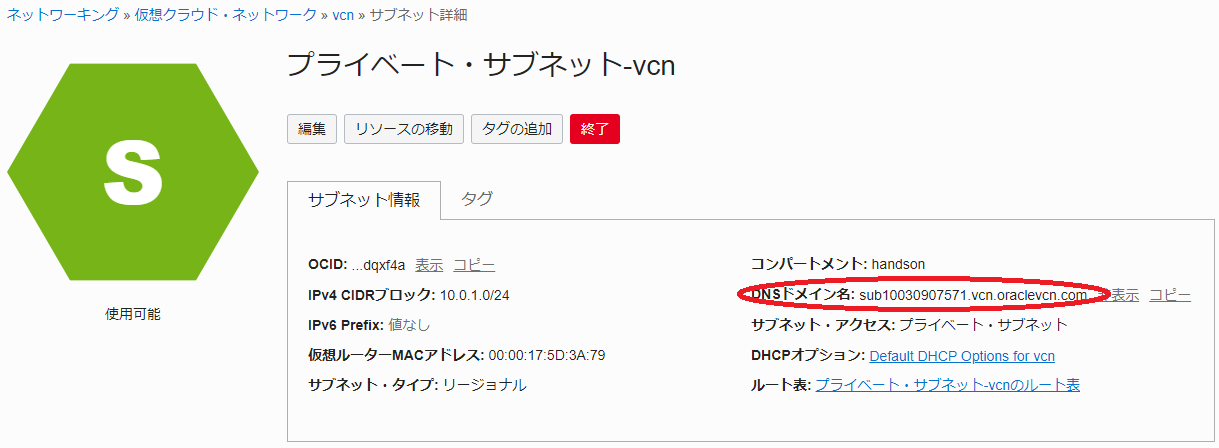 ネットワーキング » 仮想クラウド・ネットワーク » vcn » サブネット詳細
S
使用可能
プライベート・サブネット-vcn
編集 リソースの移動 タグの追加 終了
サブネット情報 タグ
OCID: ...dqxf4a 表示 コピー
IPv4 CIDRブロック: 10.0.1.0/24
IPv6 Prefix: 値なし
仮想ルーターMACアドレス: 00:00:17:5D:3A:79
サブネット・タイプ: リージョナル
コンパートメント: handson
DNSドメイン名: sub10030907571.vcn.oraclevcn.com 表示 コピー
サブネット・アクセス: プライベート・サブネット
DHCPオプション: Default DHCP Options for vcn
ルート表: プライベート・サブネット-vcnのルート表